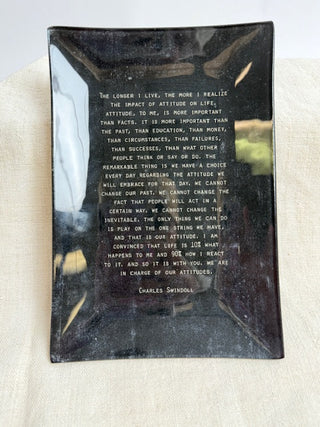 The longer I live, the more I realize
the impact of attitude on life.
Attitude, to me, is more important
than facts. It is more important than
the past, than education, than money,
than circumstances, than failures,
than successes, than what other
people think or say or do. The
remarkable thing is we have a choice
every day regarding the attitude we
will embrace for that day. We cannot
change our past. We cannot change the
fact that people will act in a
certain way. We cannot change the
inevitable. The only thing we can do
is play on the one string we have,
and that is our attitude. I am
convinced that life is 10% what
happens to me and 90% how I react
to it. And so it is with you. We are
in charge of our attitudes.
Charles Swindoll